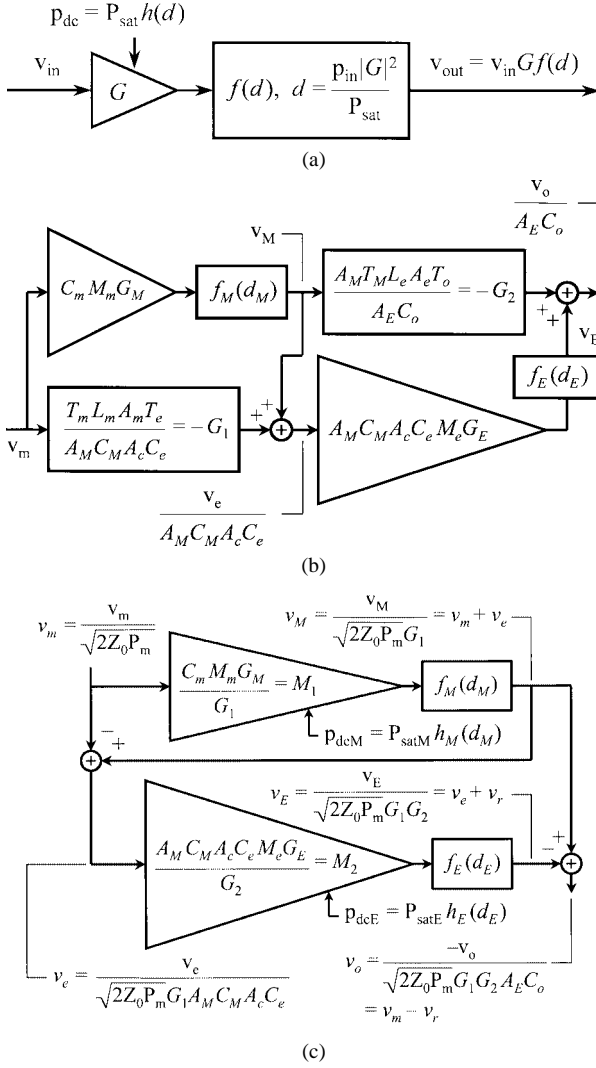 p_dc = P_sat h(d)
v_in
G
f(d), d = p_in|G|^2 / P_sat
v_out = v_in G f(d)
(a)
v_o / A_E C_o
v_M
C_m M_m G_M
f_M(d_M)
A_M T_M L_e A_e T_o / A_E C_o = -G_2
+ +
v_E
f_E(d_E)
v_m
T_m L_m A_m T_e / A_M C_M A_c C_e = -G_1
+ +
A_M C_M A_c C_e M_e G_E
v_e / A_M C_M A_c C_e
(b)
v_m = v_m / √(2Z_0 P_m)
v_M = v_M / √(2Z_0 P_m) G_1 = v_m + v_e
C_m M_m G_M / G_1 = M_1
f_M(d_M)
p_dcM = P_satM h_M(d_M)
- +
v_E = v_E / √(2Z_0 P_m) G_1 G_2 = v_e + v_r
- +
A_M C_M A_c C_e M_e G_E / G_2 = M_2
f_E(d_E)
p_dcE = P_satE h_E(d_E)
v_e = v_e / √(2Z_0 P_m) G_1 A_M C_M A_c C_e
v_o = -v_o / √(2Z_0 P_m) G_1 G_2 A_E C_o
= v_m - v_r
(c)